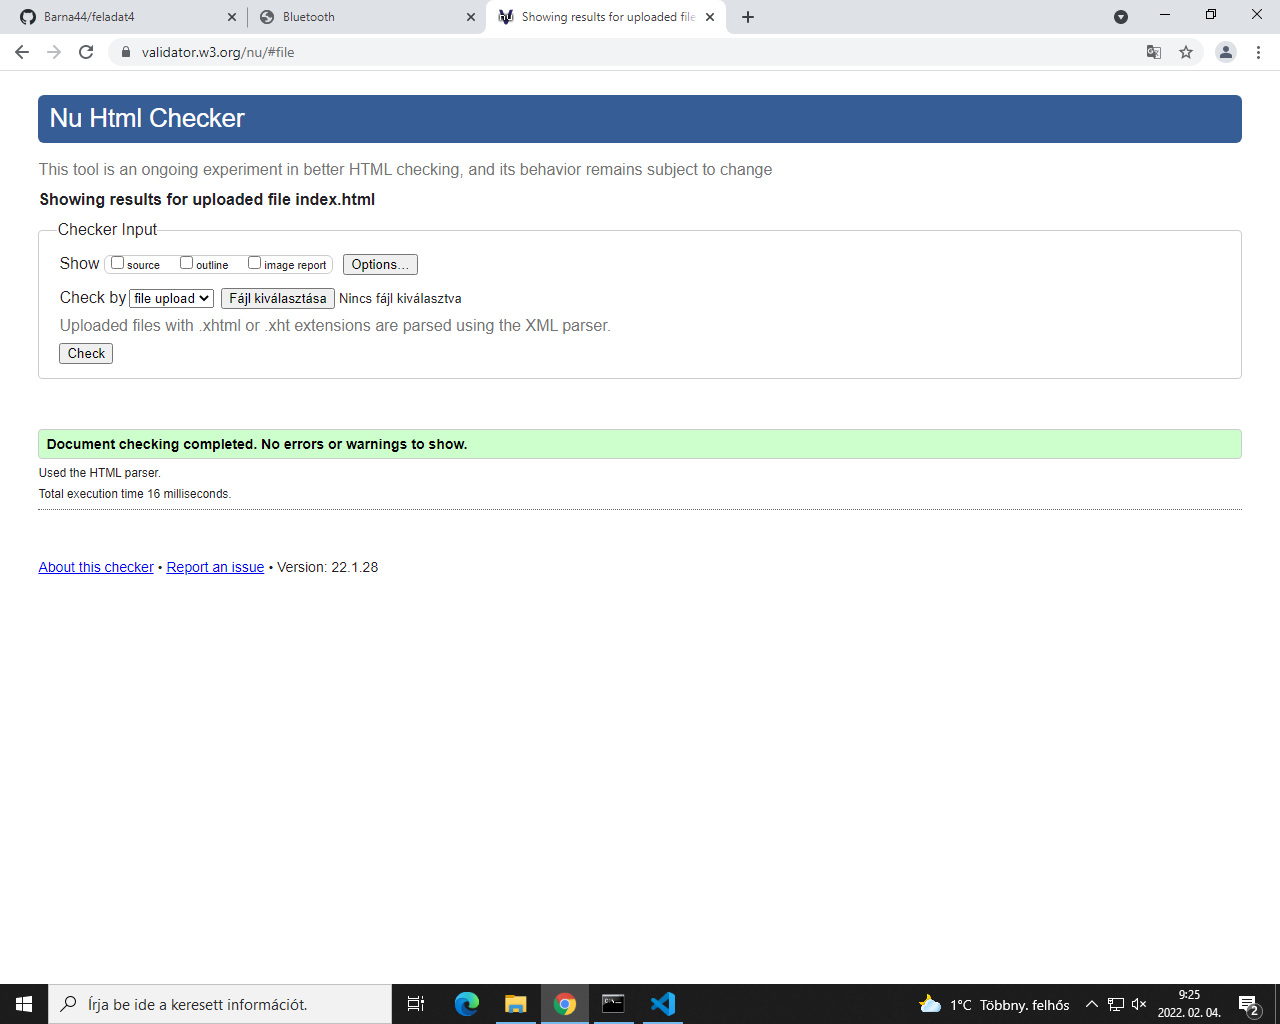 Barna44/feladat4
Bluetooth
Showing results for uploaded file
validator.w3.org/nu/#file
Nu Html Checker
This tool is an ongoing experiment in better HTML checking, and its behavior remains subject to change
Showing results for uploaded file index.html
Checker Input
Show source outline image report Options...
Check by file upload Fájl kiválasztása Nincs fájl kiválasztva
Uploaded files with .xhtml or .xht extensions are parsed using the XML parser.
Check
Document checking completed. No errors or warnings to show.
Used the HTML parser.
Total execution time 16 milliseconds.
About this checker • Report an issue • Version: 22.1.28
Írja be ide a keresett információt.
1°C Többny. felhős
9:25
2022. 02. 04.
2